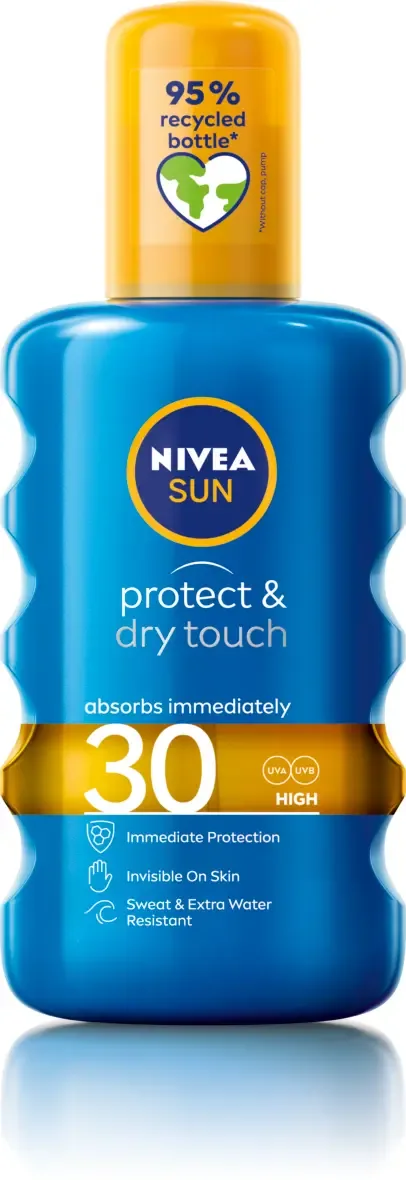 95%
recycled
bottle*
*Without cap, pump
NIVEA
SUN
protect &
dry touch
absorbs immediately
30
UVA UVB
HIGH
Immediate Protection
Invisible On Skin
Sweat & Extra Water
Resistant